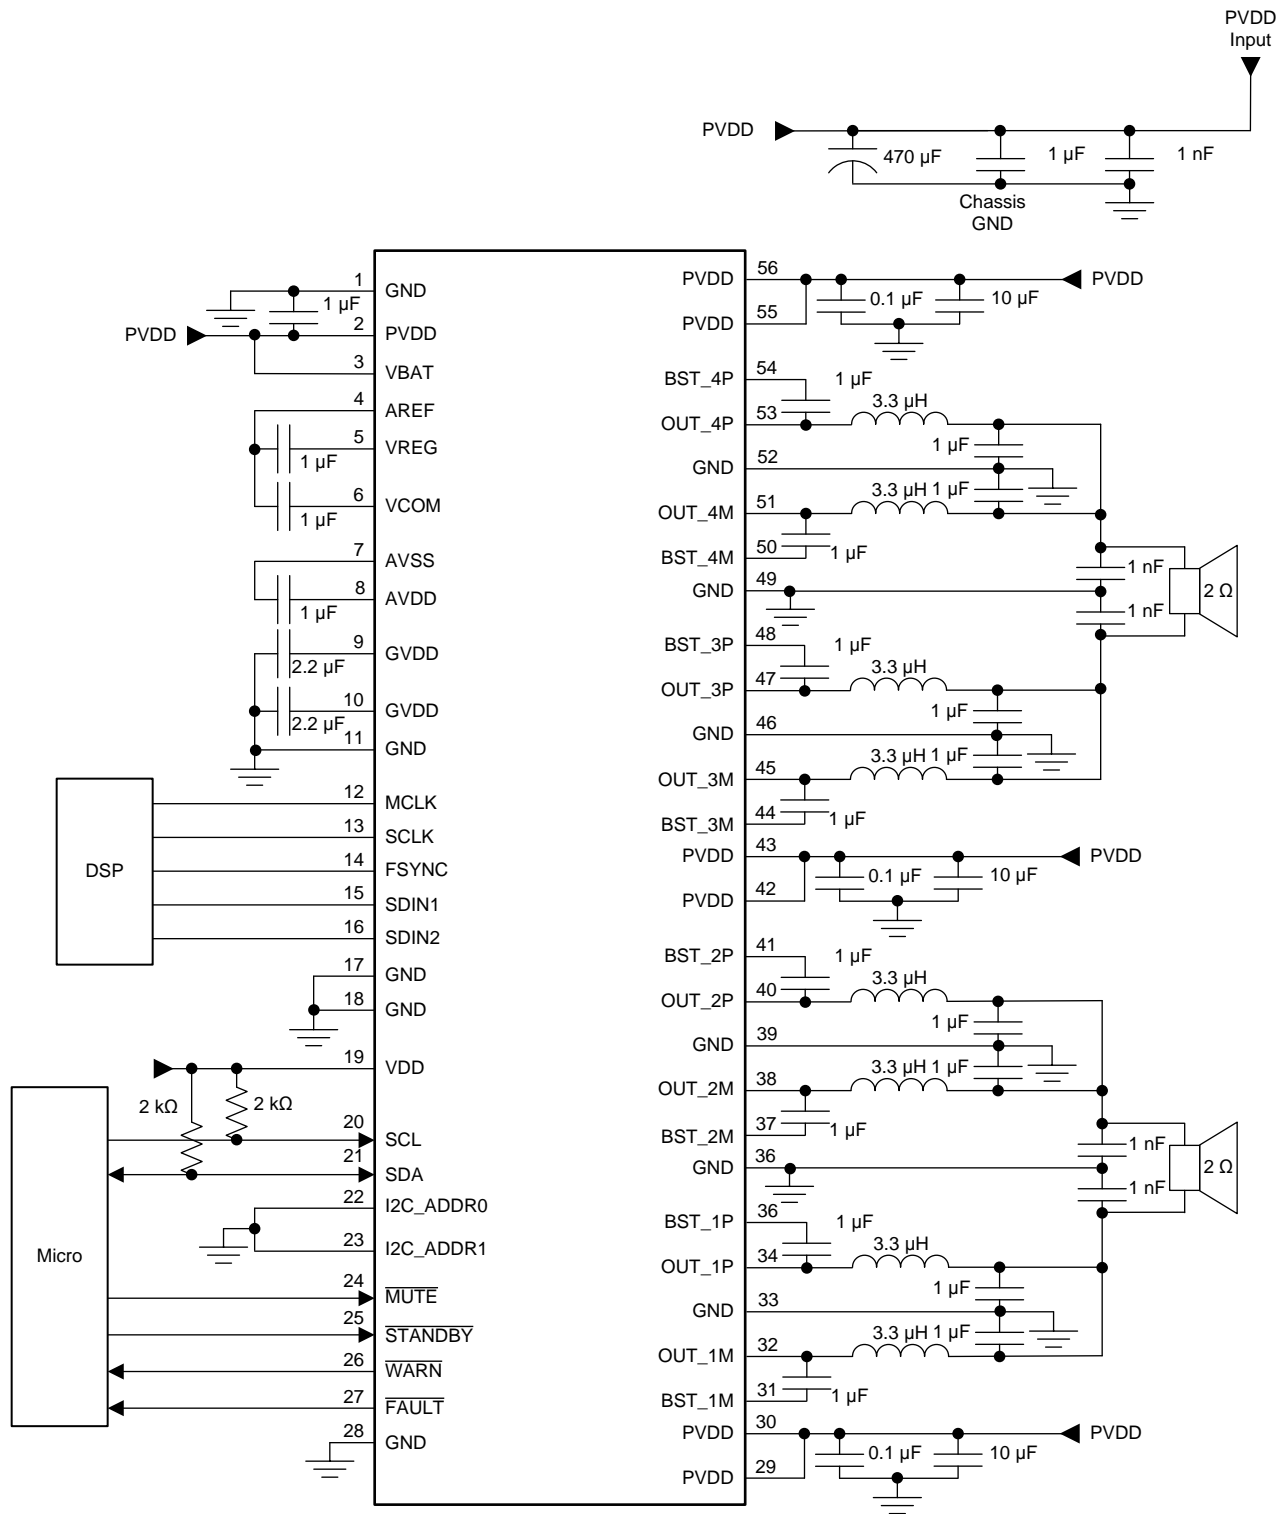 PVDD
Input
PVDD
470 µF
1 µF
1 nF
Chassis
GND
1
GND
1 µF
PVDD
2
PVDD
3
VBAT
4
AREF
5
VREG
1 µF
6
VCOM
1 µF
7
AVSS
8
AVDD
1 µF
9
GVDD
2.2 µF
10
GVDD
2.2 µF
11
GND
DSP
12
MCLK
13
SCLK
14
FSYNC
15
SDIN1
16
SDIN2
17
GND
18
GND
19
VDD
2 kΩ
2 kΩ
Micro
20
SCL
21
SDA
22
I2C_ADDR0
23
I2C_ADDR1
24
MUTE
25
STANDBY
26
WARN
27
FAULT
28
GND
PVDD
56
PVDD
0.1 µF
10 µF
PVDD
55
BST_4P
54
1 µF
3.3 µH
OUT_4P
53
1 µF
GND
52
3.3 µH
1 µF
OUT_4M
51
BST_4M
50
1 µF
GND
49
1 nF
1 nF
2 Ω
BST_3P
48
1 µF
3.3 µH
OUT_3P
47
1 µF
GND
46
3.3 µH
1 µF
OUT_3M
45
BST_3M
44
1 µF
PVDD
43
PVDD
0.1 µF
10 µF
PVDD
42
BST_2P
41
1 µF
3.3 µH
OUT_2P
40
1 µF
GND
39
3.3 µH
1 µF
OUT_2M
38
BST_2M
37
1 µF
GND
36
1 nF
1 nF
2 Ω
BST_1P
36
1 µF
3.3 µH
OUT_1P
34
1 µF
GND
33
3.3 µH
1 µF
OUT_1M
32
BST_1M
31
1 µF
PVDD
30
PVDD
0.1 µF
10 µF
PVDD
29